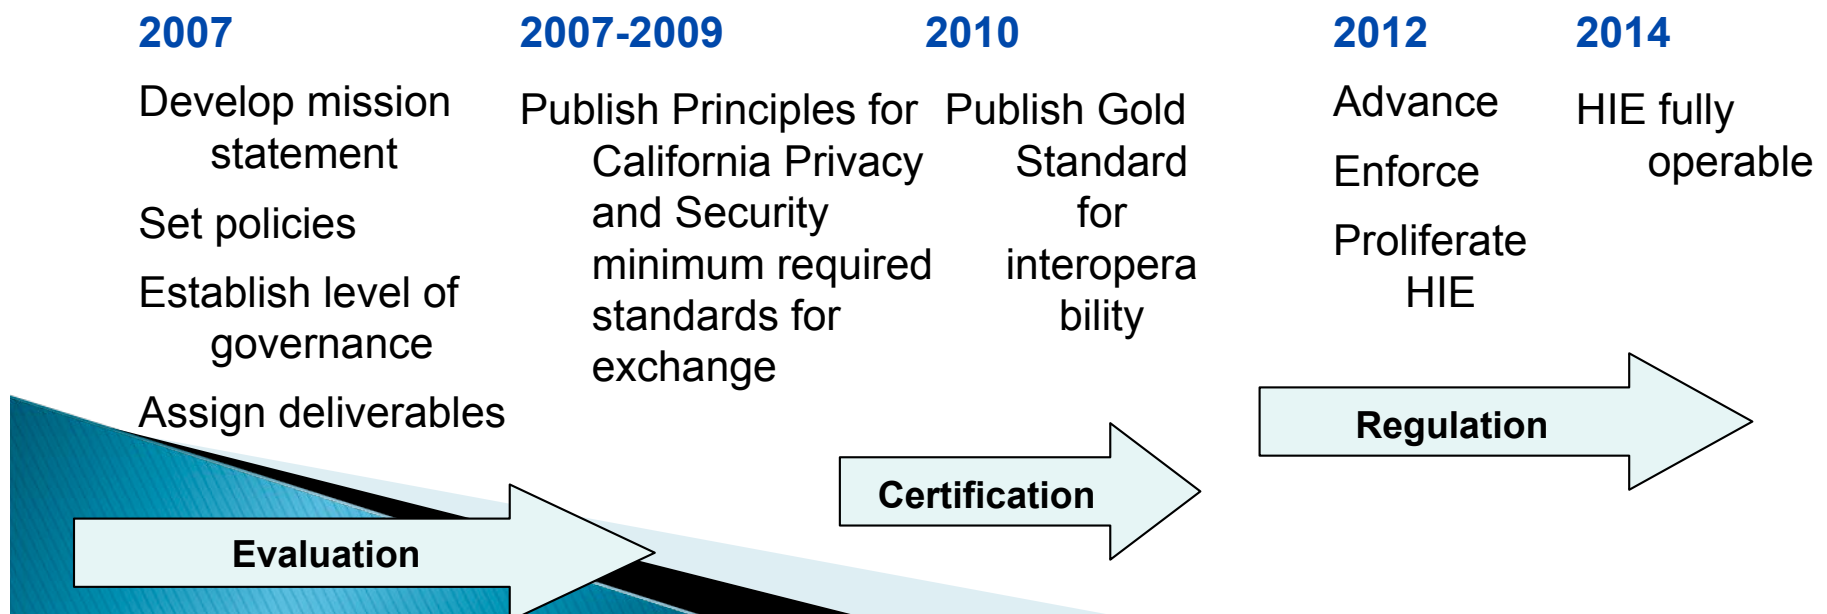 2007
Develop mission
statement
Set policies
Establish level of
governance
Assign deliverables
2007-2009
Publish Principles for
California Privacy
and Security
minimum required
standards for
exchange
2010
Publish Gold
Standard
for
interopera
bility
2012
Advance
Enforce
Proliferate
HIE
2014
HIE fully
operable
Evaluation
Certification
Regulation